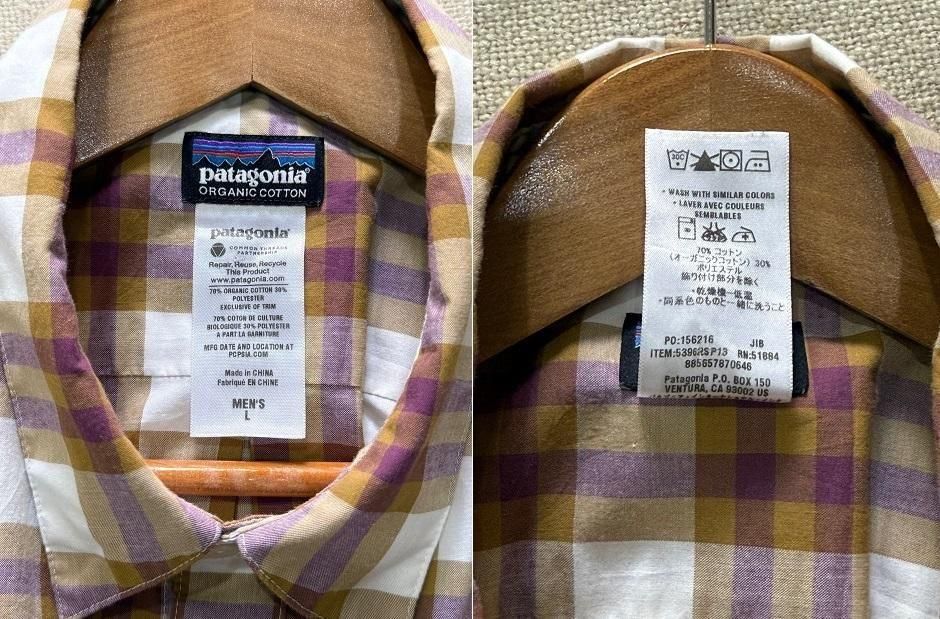 patagonia®
ORGANIC COTTON
patagonia®
COMMON THREADS
PARTNERSHIP
Repair, Reuse, Recycle
This Product
www.patagonia.com
70% ORGANIC COTTON 30%
POLYESTER
EXCLUSIVE OF TRIM
70% COTON DE CULTURE
BIOLOGIQUE 30% POLYESTER
A PART LA GARNITURE
MFG DATE AND LOCATION AT
PCPSIA.COM
Made in CHINA
Fabriqué EN CHINE
MEN'S
L
30C
* WASH WITH SIMILAR COLORS
* LAVER AVEC COULEURS
SEMBLABLES
70% コットン
(オーガニックコットン) 30%
ポリエステル
飾り付け部分を除く
*乾燥機―低温
*同系色のものと一緒に洗うこと
PO:156216 JIB
ITEM:53962SP13 RN:51884
885657870646
Patagonia P.O. BOX 150
VENTURA, CA 93002 US